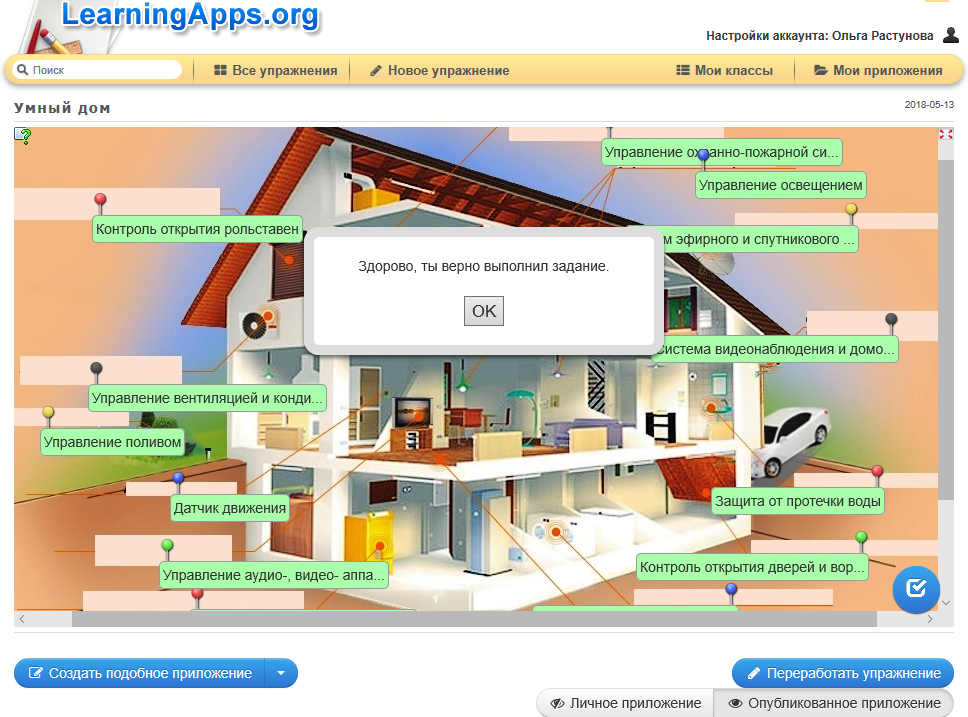 LearningApps.org
Настройки аккаунта: Ольга Растунова
Поиск
Все упражнения
Новое упражнение
Мои классы
Мои приложения
Умный дом
2018-05-13
Управление охранно-пожарной си...
Управление освещением
Контроль открытия рольставен
эфирного и спутникового ...
Здорово, ты верно выполнил задание.
OK
Система видеонаблюдения и домо...
Управление вентиляцией и конди...
Управление поливом
Датчик движения
Защита от протечки воды
Управление аудио-, видео- аппа...
Контроль открытия дверей и вор...
Создать подобное приложение
Переработать упражнение
Личное приложение
Опубликованное приложение